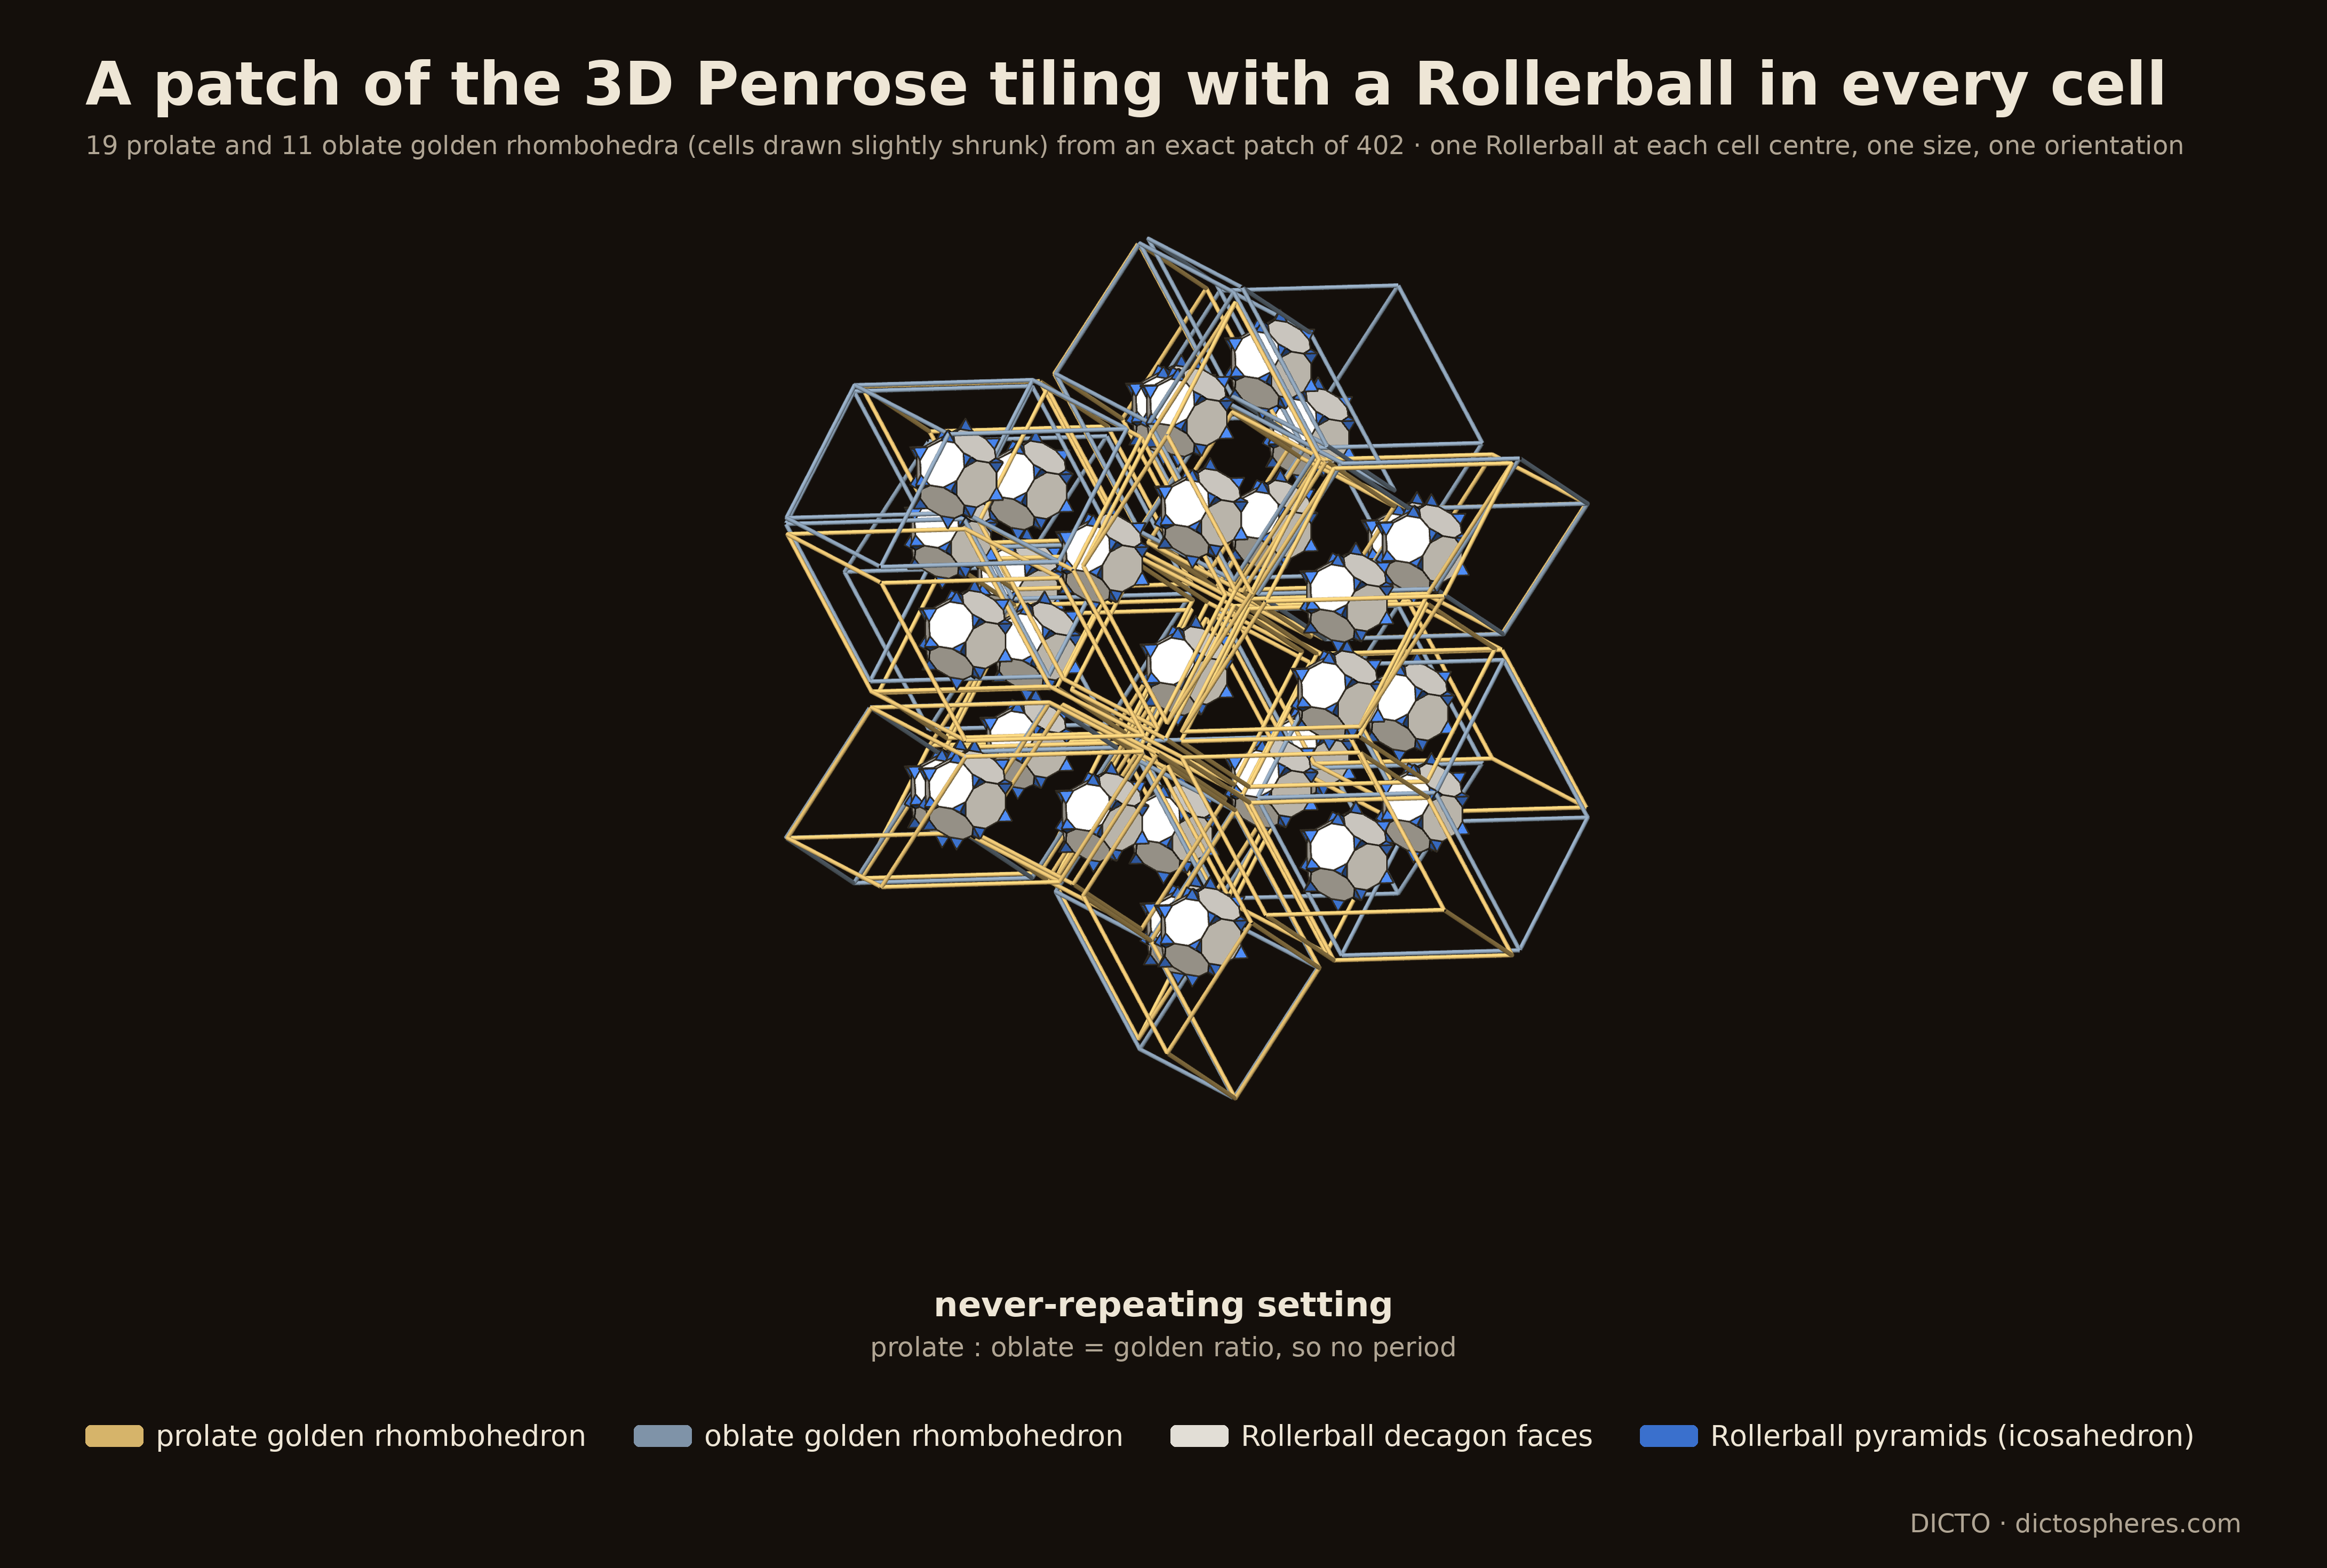 A patch of the 3D Penrose tiling with a Rollerball in every cell
19 prolate and 11 oblate golden rhombohedra (cells drawn slightly shrunk) from an exact patch of 402 · one Rollerball at each cell centre, one size, one orientation
never-repeating setting
prolate : oblate = golden ratio, so no period
prolate golden rhombohedron oblate golden rhombohedron Rollerball decagon faces Rollerball pyramids (icosahedron)
DICTO · dictospheres.com